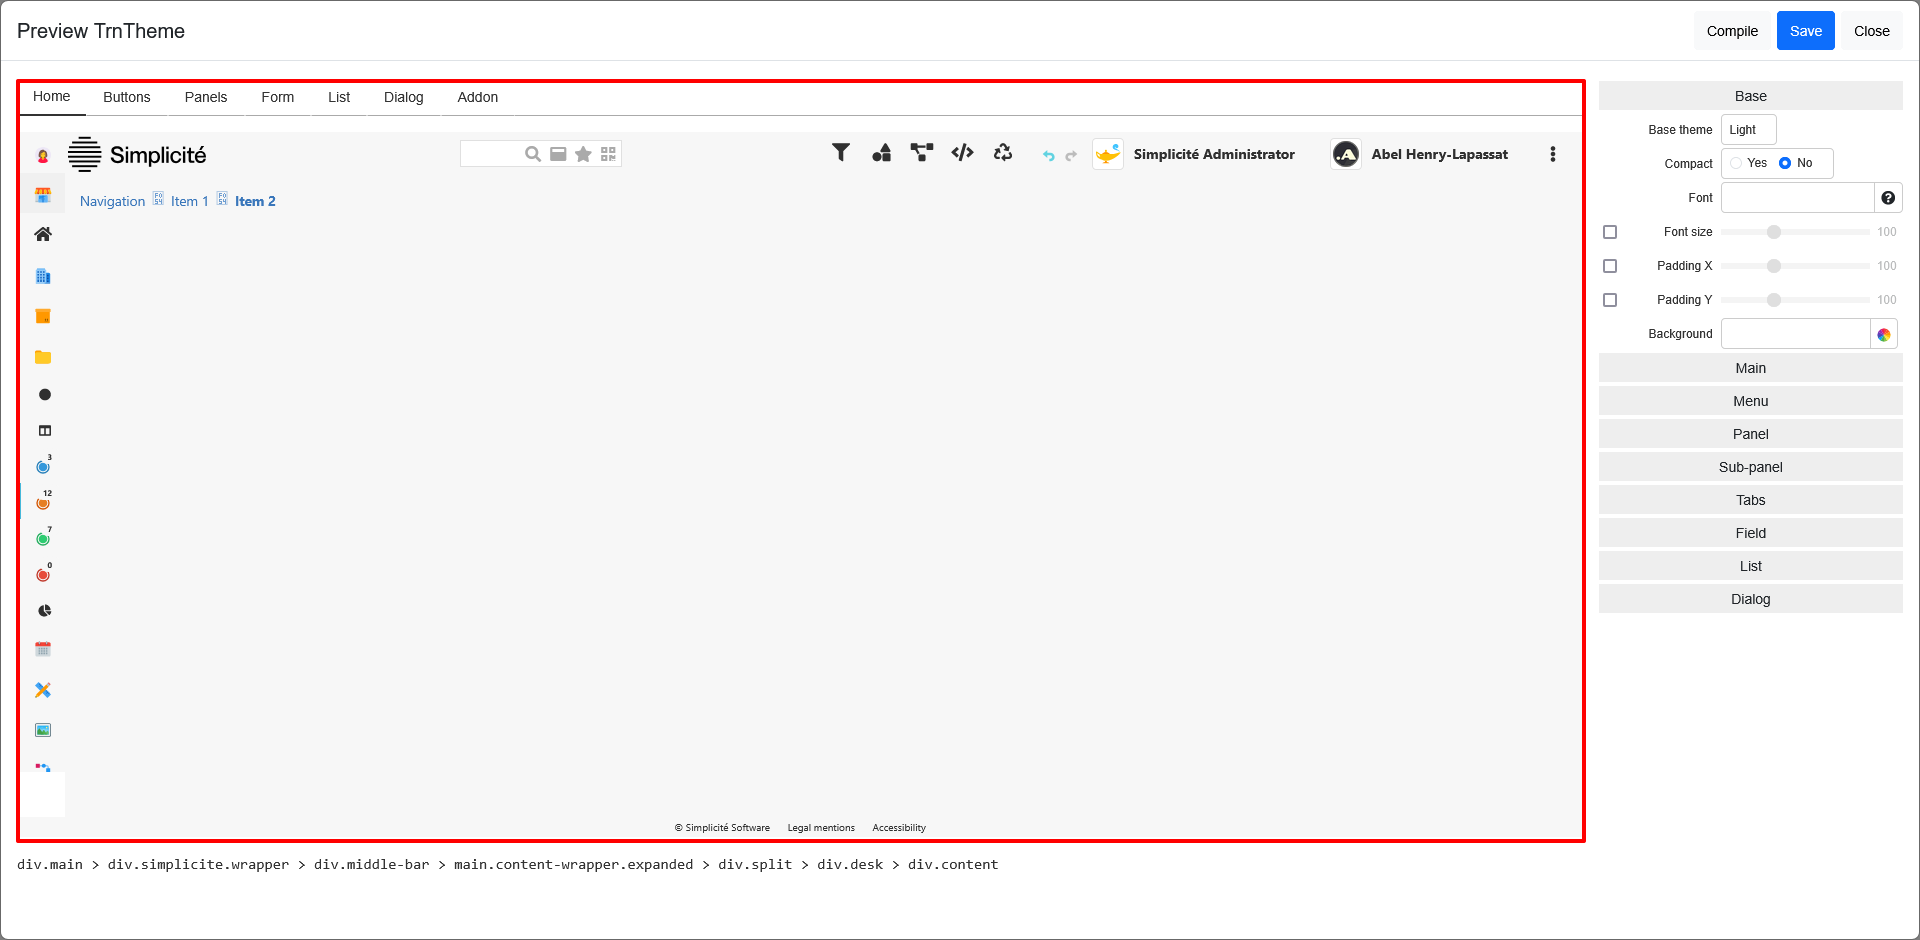 Preview TrnTheme
Compile Save Close
Home Buttons Panels Form List Dialog Addon
Simplicité
Simplicité Administrator Abel Henry-Lapassat
Navigation Item 1 Item 2
3
12
7
0
© Simplicité Software Legal mentions Accessibility
div.main > div.simplicite.wrapper > div.middle-bar > main.content-wrapper.expanded > div.split > div.desk > div.content
Base
Base theme Light
Compact Yes No
Font
Font size 100
Padding X 100
Padding Y 100
Background
Main
Menu
Panel
Sub-panel
Tabs
Field
List
Dialog